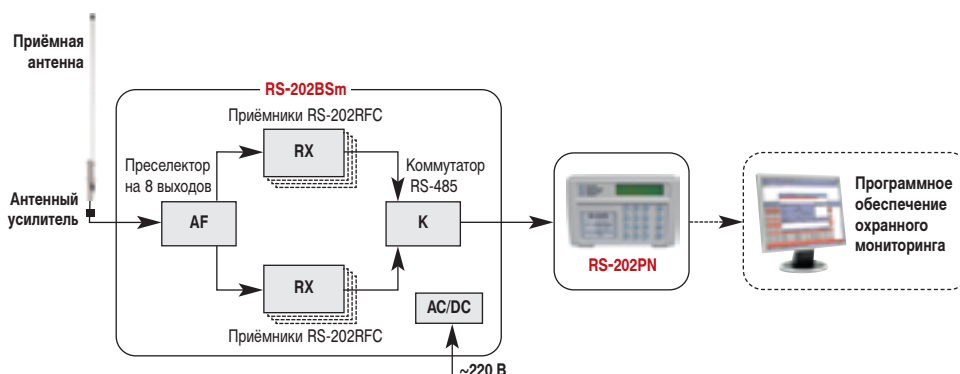 Приёмная
антенна
Антенный
усилитель
RS-202BSm
Приёмники RS-202RFC
RX
Преселектор
на 8 выходов
AF
Коммутатор
RS-485
K
RX
Приёмники RS-202RFC
AC/DC
~220 В
RS-202PN
Программное
обеспечение
охранного
мониторинга